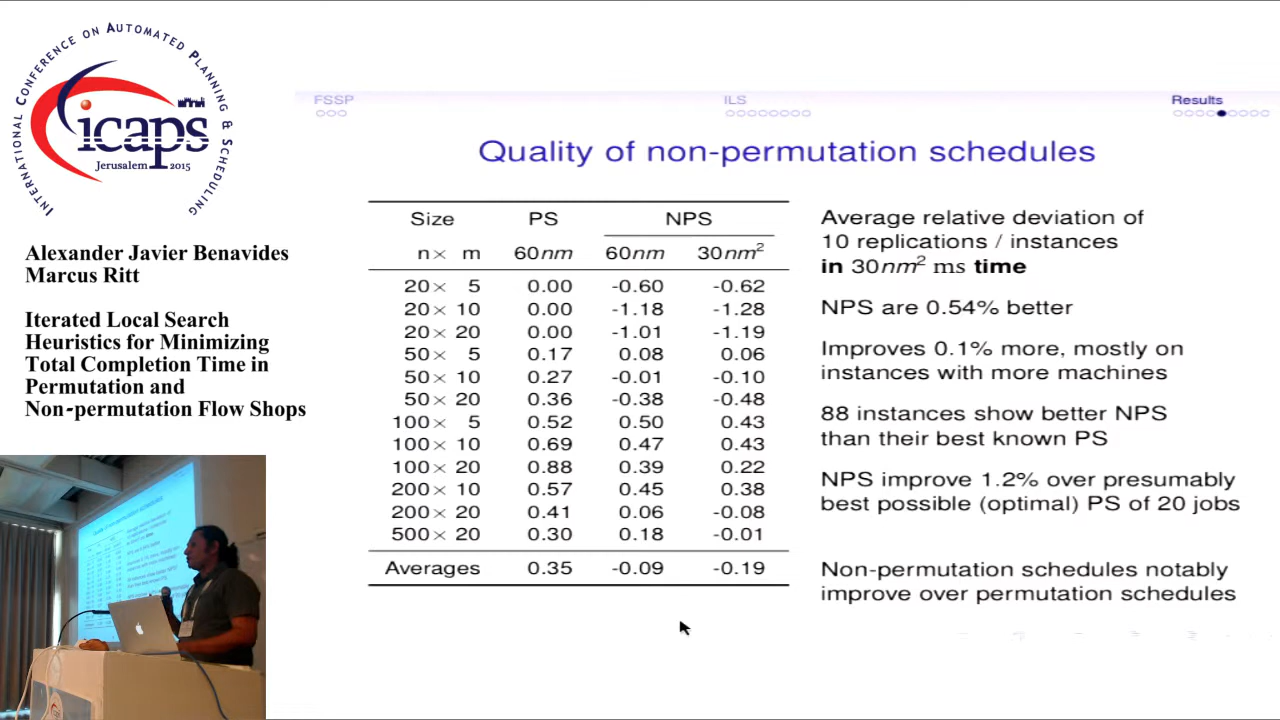 INTERNATIONAL CONFERENCE ON AUTOMATED PLANNING & SCHEDULING
icaps
Jerusalem 2015
Alexander Javier Benavides
Marcus Ritt
Iterated Local Search
Heuristics for Minimizing
Total Completion Time in
Permutation and
Non-permutation Flow Shops
FSSP ILS Results
Quality of non-permutation schedules
Size PS NPS
n× m 60nm 60nm 30nm²
20× 5 0.00 -0.60 -0.62
20× 10 0.00 -1.18 -1.28
20× 20 0.00 -1.01 -1.19
50× 5 0.17 0.08 0.06
50× 10 0.27 -0.01 -0.10
50× 20 0.36 -0.38 -0.48
100× 5 0.52 0.50 0.43
100× 10 0.69 0.47 0.43
100× 20 0.88 0.39 0.22
200× 10 0.57 0.45 0.38
200× 20 0.41 0.06 -0.08
500× 20 0.30 0.18 -0.01
Averages 0.35 -0.09 -0.19
Average relative deviation of
10 replications / instances
in 30nm² ms time
NPS are 0.54% better
Improves 0.1% more, mostly on
instances with more machines
88 instances show better NPS
than their best known PS
NPS improve 1.2% over presumably
best possible (optimal) PS of 20 jobs
Non-permutation schedules notably
improve over permutation schedules